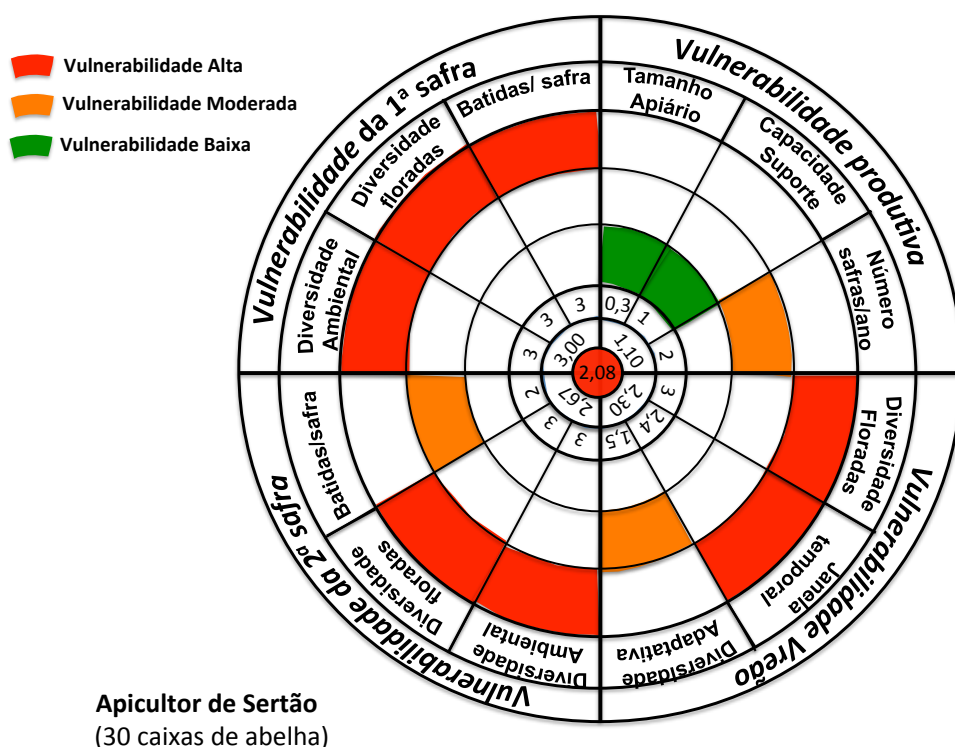 Vulnerabilidade Alta
Vulnerabilidade Moderada
Vulnerabilidade Baixa
Vulnerabilidade da 1ª safra
Batidas/ safra
Diversidade
floradas
Diversidade
Ambiental
Vulnerabilidade produtiva
Tamanho
Apiário
Capacidade
Suporte
Número
safras/ano
Vulnerabilidade Vreão
Diversidade
Floradas
Janela
temporal
Diversidade
Adaptativa
Vulnerabilidade da 2ª safra
Diversidade
Ambiental
Diversidade
floradas
Batidas/safra
3
3
3
0,3
1
2
3
2,4
1,5
3
3
2
3,00
1,10
2,30
2,67
2,08
Apicultor de Sertão
(30 caixas de abelha)